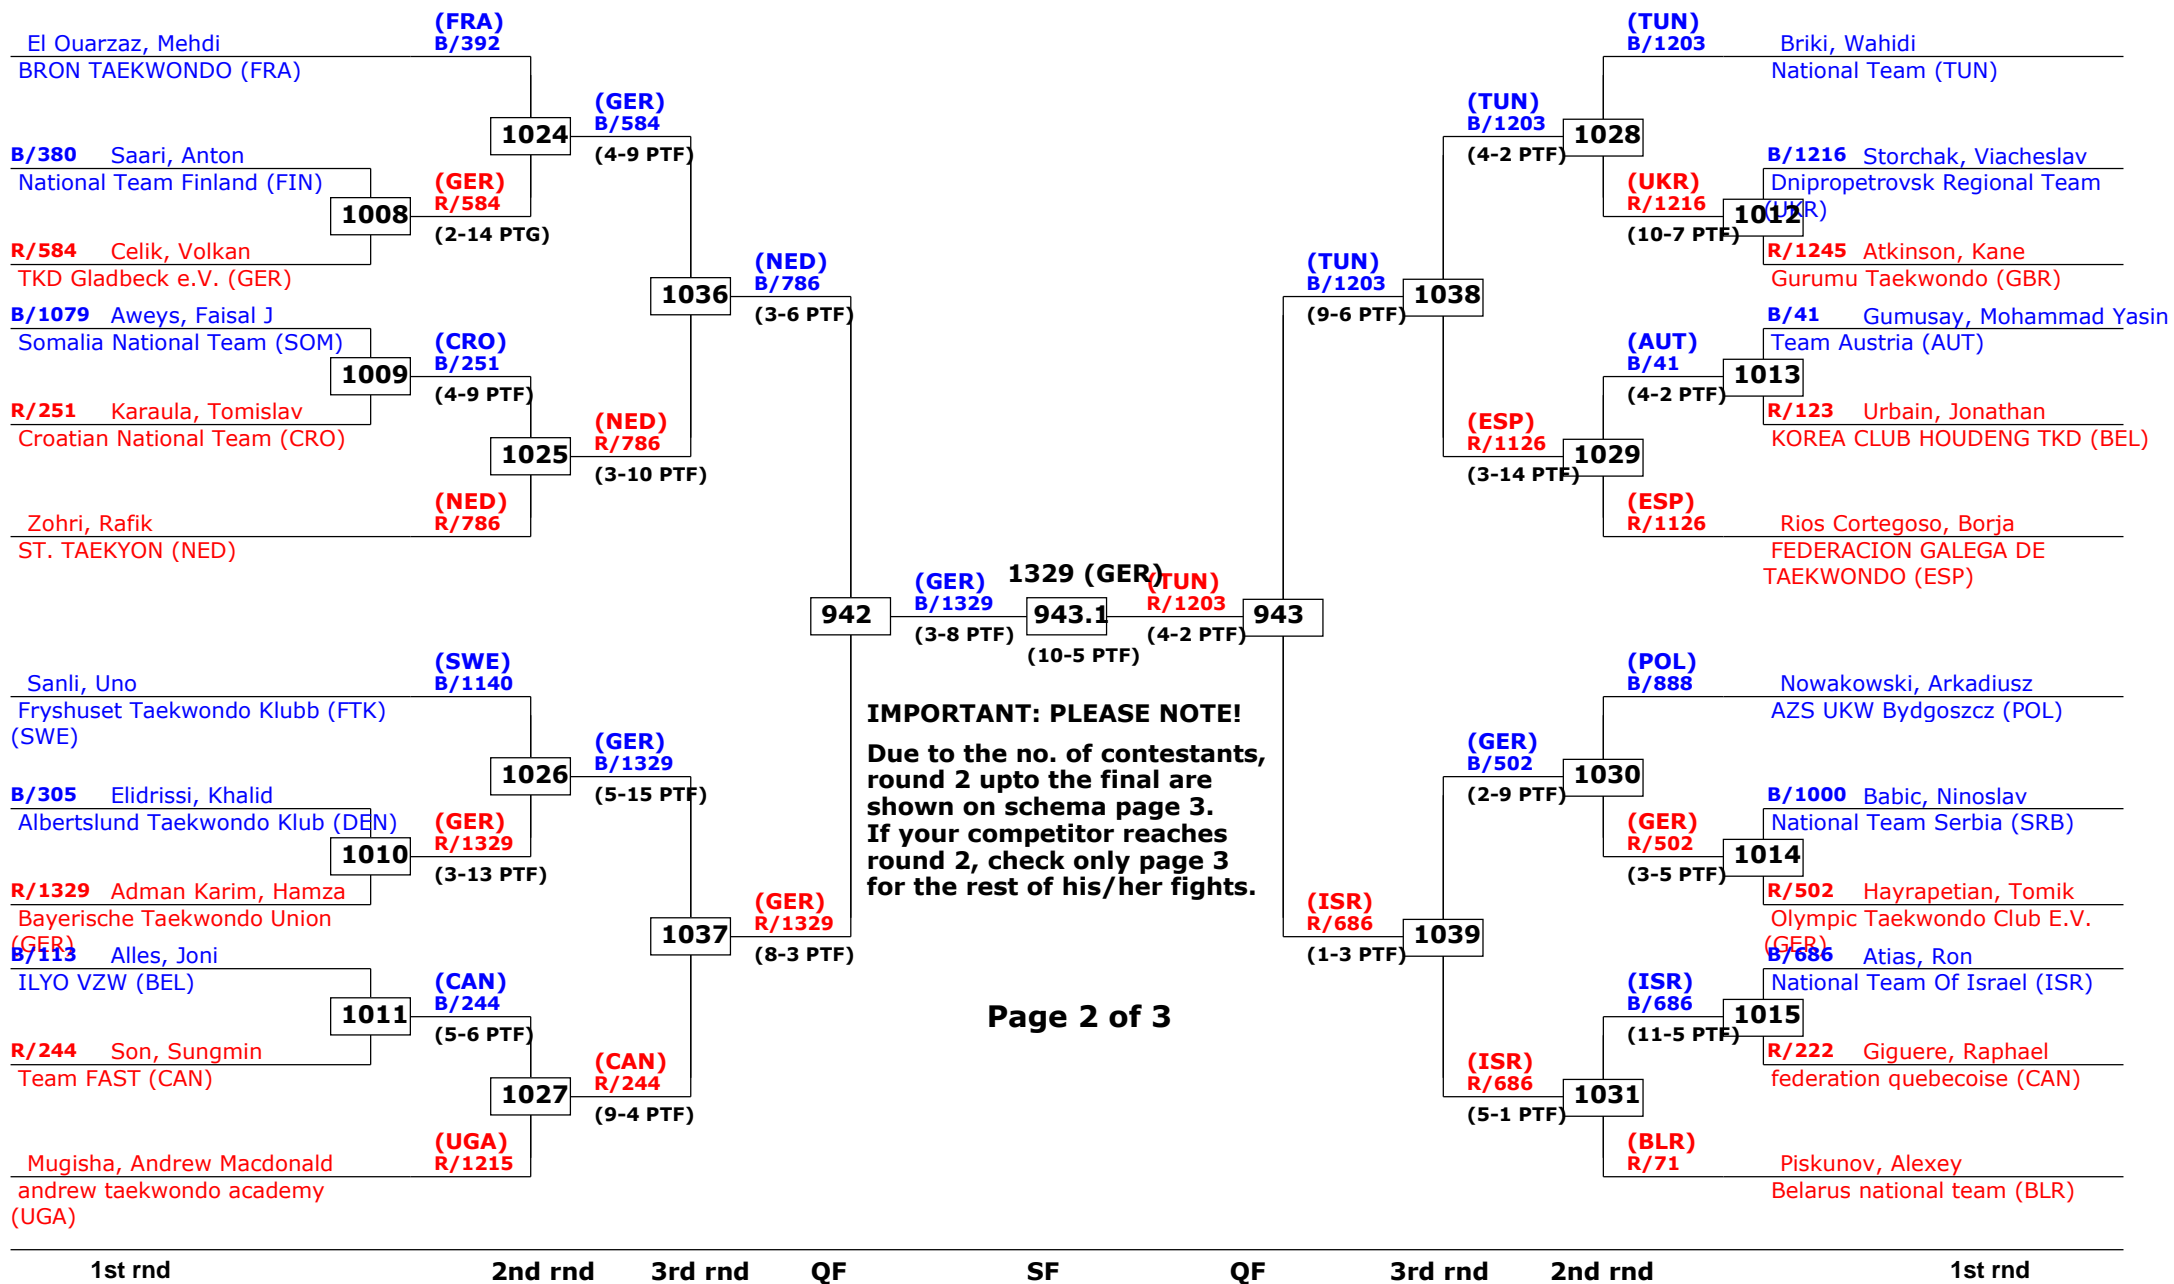 El Ouarzaz, Mehdi
BRON TAEKWONDO (FRA)
B/380 Saari, Anton
National Team Finland (FIN)
1008
R/584 Celik, Volkan
TKD Gladbeck e.V. (GER)
B/1079 Aweys, Faisal J
Somalia National Team (SOM)
1009
R/251 Karaula, Tomislav
Croatian National Team (CRO)
Zohri, Rafik
ST. TAEKYON (NED)
Sanli, Uno
Fryshuset Taekwondo Klubb (FTK)
(SWE)
B/305 Elidrissi, Khalid
Albertslund Taekwondo Klub (DEN)
1010
R/1329 Adman Karim, Hamza
Bayerische Taekwondo Union
(GER)
B/113 Alles, Joni
ILYO VZW (BEL)
1011
R/244 Son, Sungmin
Team FAST (CAN)
Mugisha, Andrew Macdonald
andrew taekwondo academy
(UGA)
(FRA)
B/392
1024
(GER)
R/584
(2-14 PTG)
(CRO)
B/251
(4-9 PTF)
1025
(NED)
R/786
(SWE)
B/1140
1026
(GER)
R/1329
(3-13 PTF)
(CAN)
B/244
(5-6 PTF)
1027
(UGA)
R/1215
(GER)
B/584
(4-9 PTF)
1036
(NED)
R/786
(3-10 PTF)
(GER)
B/1329
(5-15 PTF)
1037
(CAN)
R/244
(9-4 PTF)
(NED)
B/786
(3-6 PTF)
942
(GER)
R/1329
(8-3 PTF)
(GER)
B/1329
(3-8 PTF)
1329 (GER)
943.1
(10-5 PTF)
(TUN)
R/1203
(4-2 PTF)
943
IMPORTANT: PLEASE NOTE!
Due to the no. of contestants,
round 2 upto the final are
shown on schema page 3.
If your competitor reaches
round 2, check only page 3
for the rest of his/her fights.
Page 2 of 3
(TUN)
B/1203
(9-6 PTF)
(ISR)
R/686
(1-3 PTF)
(TUN)
B/1203
(4-2 PTF)
1038
(ESP)
R/1126
(3-14 PTF)
(GER)
B/502
(2-9 PTF)
1039
(ISR)
R/686
(5-1 PTF)
(TUN)
B/1203
1028
(UKR)
R/1216
(10-7 PTF)
(AUT)
B/41
(4-2 PTF)
1029
(ESP)
R/1126
(POL)
B/888
1030
(GER)
R/502
(3-5 PTF)
(ISR)
B/686
(11-5 PTF)
1031
(BLR)
R/71
Briki, Wahidi
National Team (TUN)
B/1216 Storchak, Viacheslav
Dnipropetrovsk Regional Team
(UKR)
1012
R/1245 Atkinson, Kane
Gurumu Taekwondo (GBR)
B/41 Gumusay, Mohammad Yasin
Team Austria (AUT)
1013
R/123 Urbain, Jonathan
KOREA CLUB HOUDENG TKD (BEL)
Rios Cortegoso, Borja
FEDERACION GALEGA DE
TAEKWONDO (ESP)
Nowakowski, Arkadiusz
AZS UKW Bydgoszcz (POL)
B/1000 Babic, Ninoslav
National Team Serbia (SRB)
1014
R/502 Hayrapetian, Tomik
Olympic Taekwondo Club E.V.
(GER)
B/686 Atias, Ron
National Team Of Israel (ISR)
1015
R/222 Giguere, Raphael
federation quebecoise (CAN)
Piskunov, Alexey
Belarus national team (BLR)
1st rnd 2nd rnd 3rd rnd QF SF QF 3rd rnd 2nd rnd 1st rnd